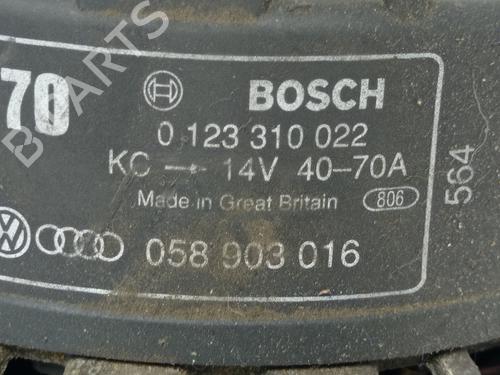 70
BOSCH
0 123 310 022
KC → 14V 40-70A
Made in Great Britain 806
058 903 016
564
PARTS